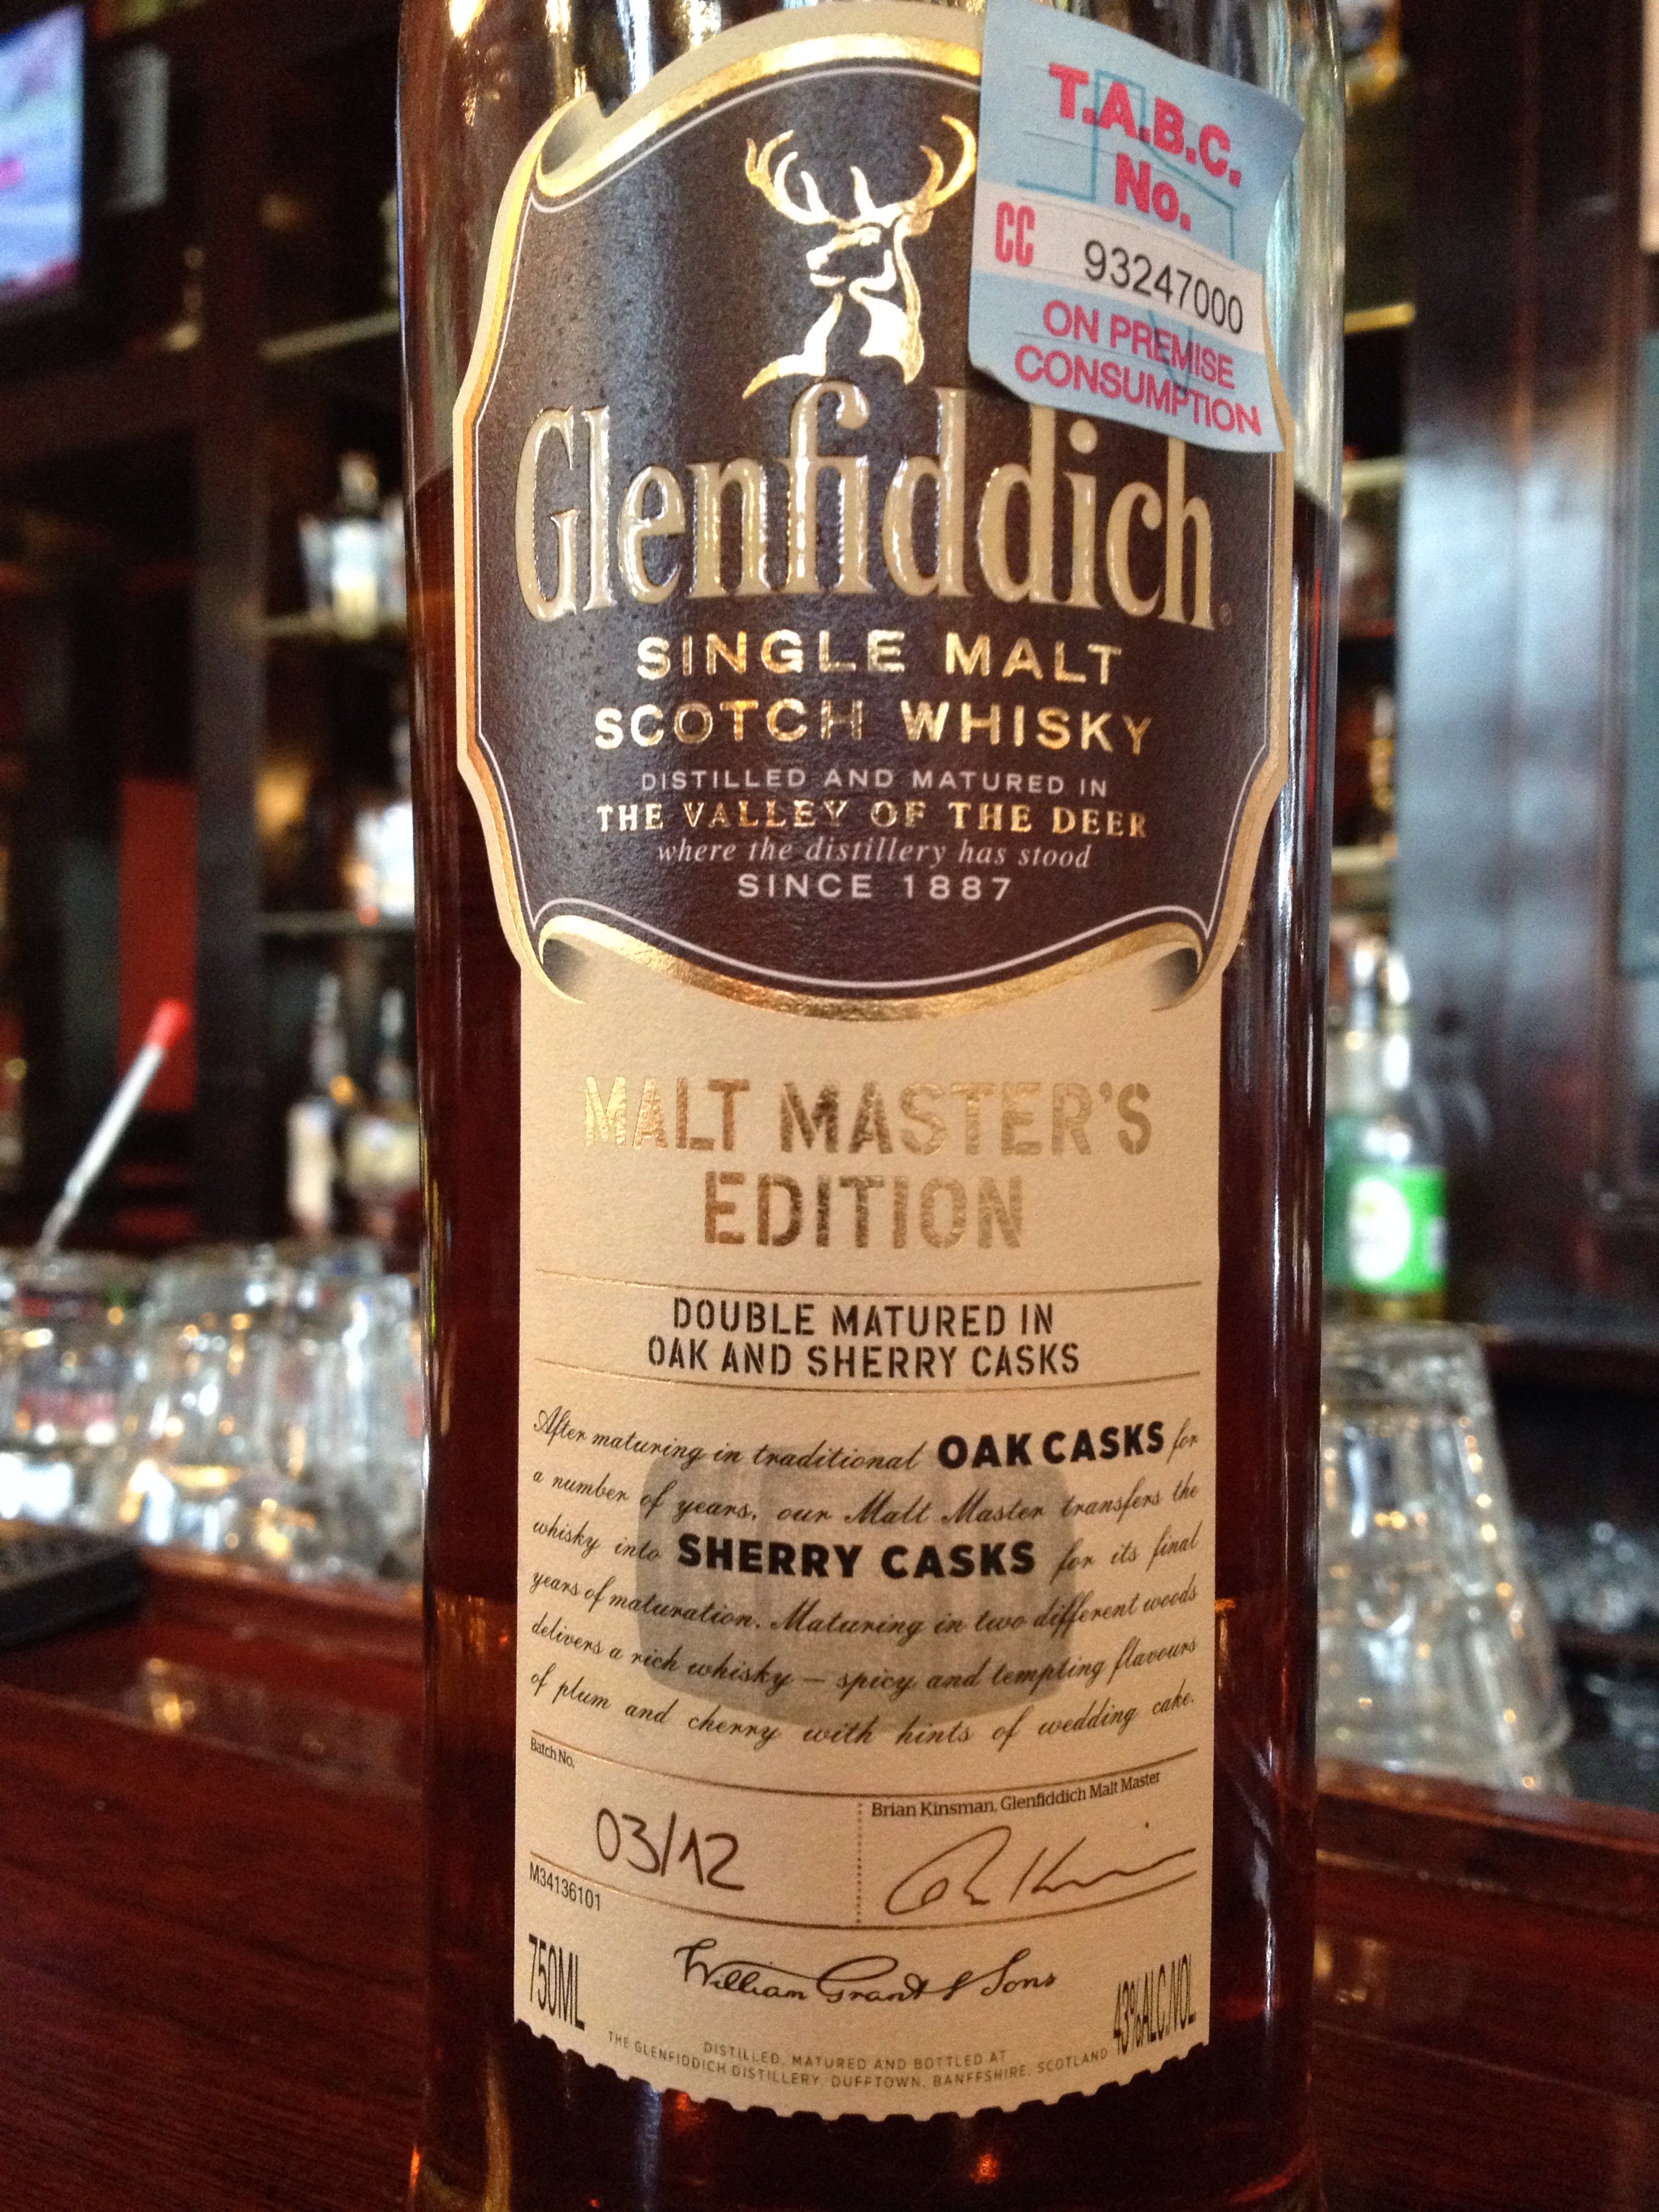 T.A.B.C.
No.
CC 93247000
ON PREMISE
CONSUMPTION
Glenfiddich®
SINGLE MALT
SCOTCH WHISKY
DISTILLED AND MATURED IN
THE VALLEY OF THE DEER
where the distillery has stood
SINCE 1887
MALT MASTER'S
EDITION
DOUBLE MATURED IN
OAK AND SHERRY CASKS
After maturing in traditional OAK CASKS for
a number of years, our Malt Master transfers the
whisky into SHERRY CASKS for its final
years of maturation. Maturing in two different woods
delivers a rich whisky – spicy and tempting flavours
of plum and cherry with hints of wedding cake.
Batch No.
03/12
Brian Kinsman, Glenfiddich Malt Master
M34136101
750ML
William Grant & Sons
43%ALC./VOL.
DISTILLED, MATURED AND BOTTLED AT
THE GLENFIDDICH DISTILLERY, DUFFTOWN, BANFFSHIRE, SCOTLAND